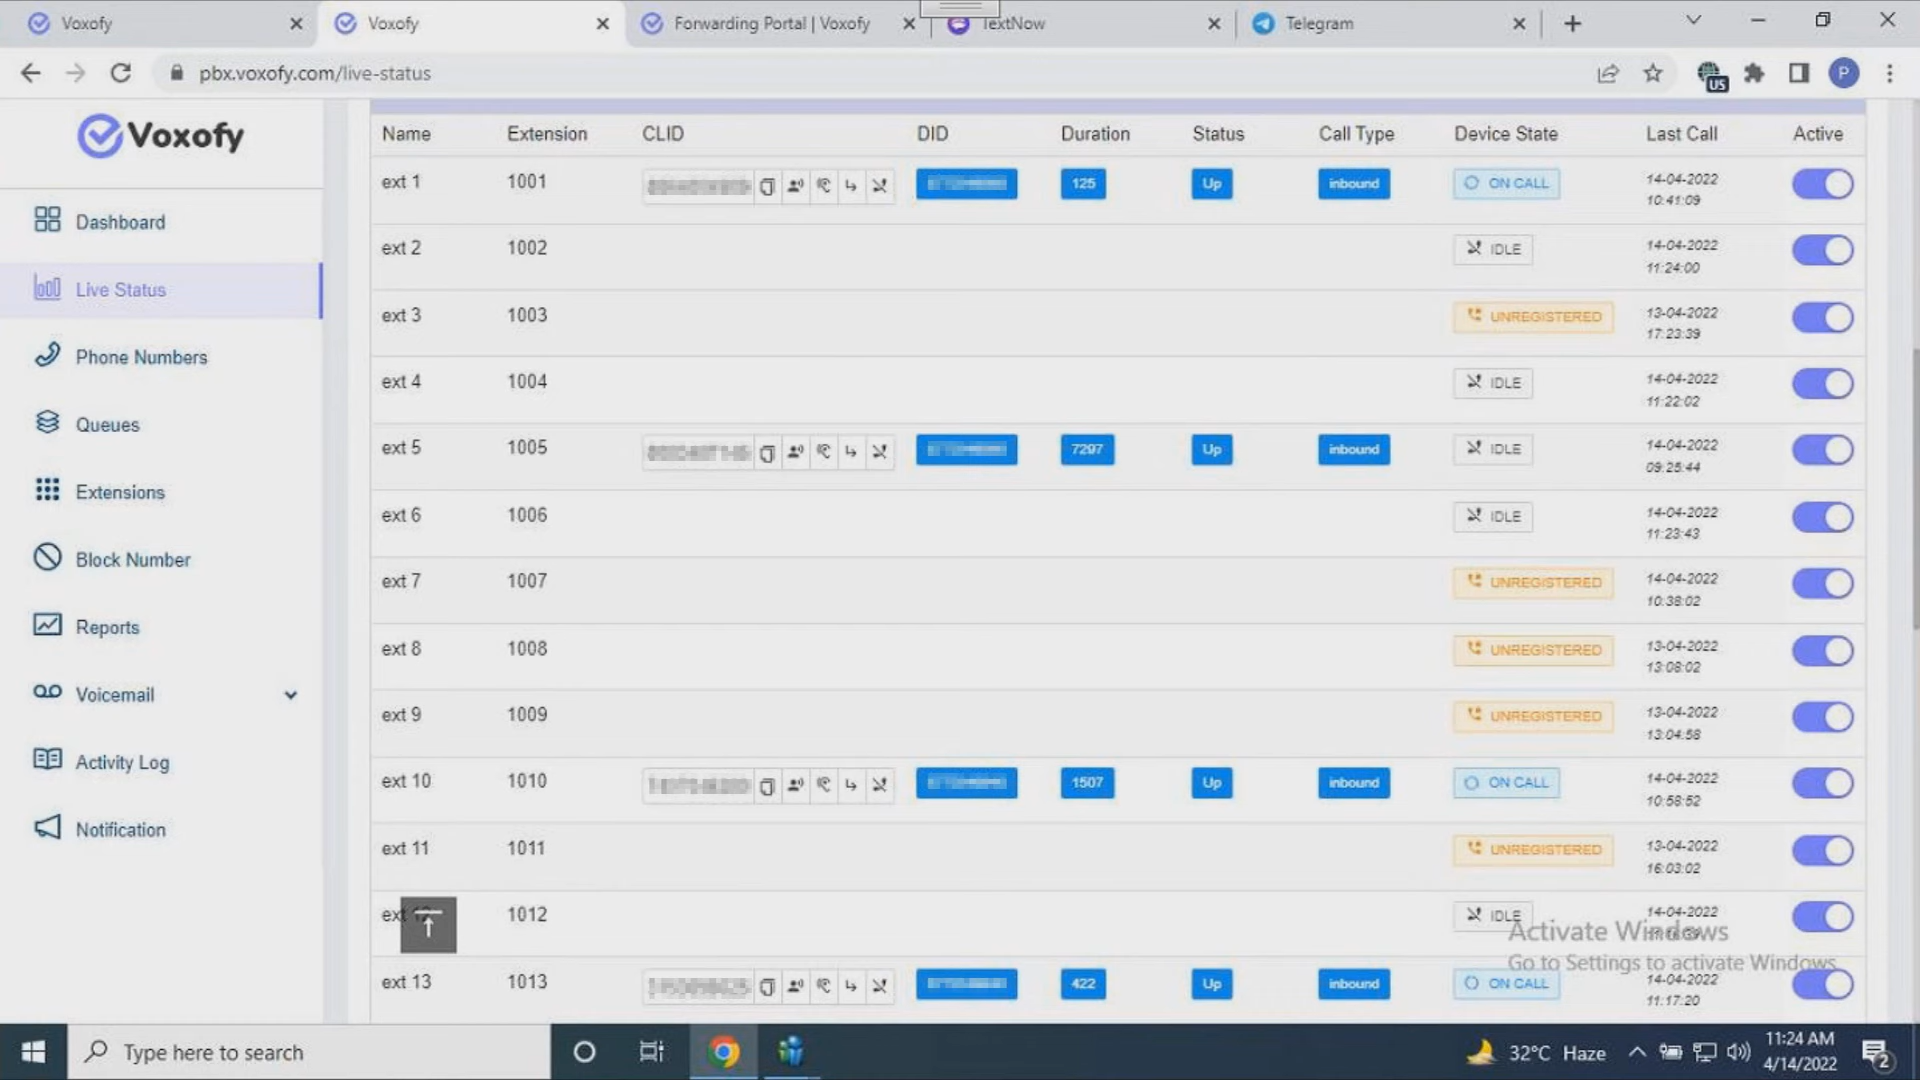 Voxofy
Voxofy
Forwarding Portal | Voxofy
TextNow
Telegram
pbx.voxofy.com/live-status
US
P
Voxofy
Dashboard
Live Status
Phone Numbers
Queues
Extensions
Block Number
Reports
Voicemail
Activity Log
Notification
Name Extension CLID DID Duration Status Call Type Device State Last Call Active
ext 1 1001 125 Up inbound ON CALL 14-04-2022
10:41:09
ext 2 1002 IDLE 14-04-2022
11:24:00
ext 3 1003 UNREGISTERED 13-04-2022
17:23:39
ext 4 1004 IDLE 14-04-2022
11:22:02
ext 5 1005 7297 Up inbound IDLE 14-04-2022
09:25:44
ext 6 1006 IDLE 14-04-2022
11:23:43
ext 7 1007 UNREGISTERED 14-04-2022
10:38:02
ext 8 1008 UNREGISTERED 13-04-2022
13:08:02
ext 9 1009 UNREGISTERED 13-04-2022
13:04:58
ext 10 1010 1507 Up inbound ON CALL 14-04-2022
10:58:52
ext 11 1011 UNREGISTERED 13-04-2022
16:03:02
ext 12 1012 IDLE 14-04-2022
ext 13 1013 422 Up inbound ON CALL 14-04-2022
11:17:20
Activate Windows
Go to Settings to activate Windows.
Type here to search
32°C Haze
11:24 AM
4/14/2022
2